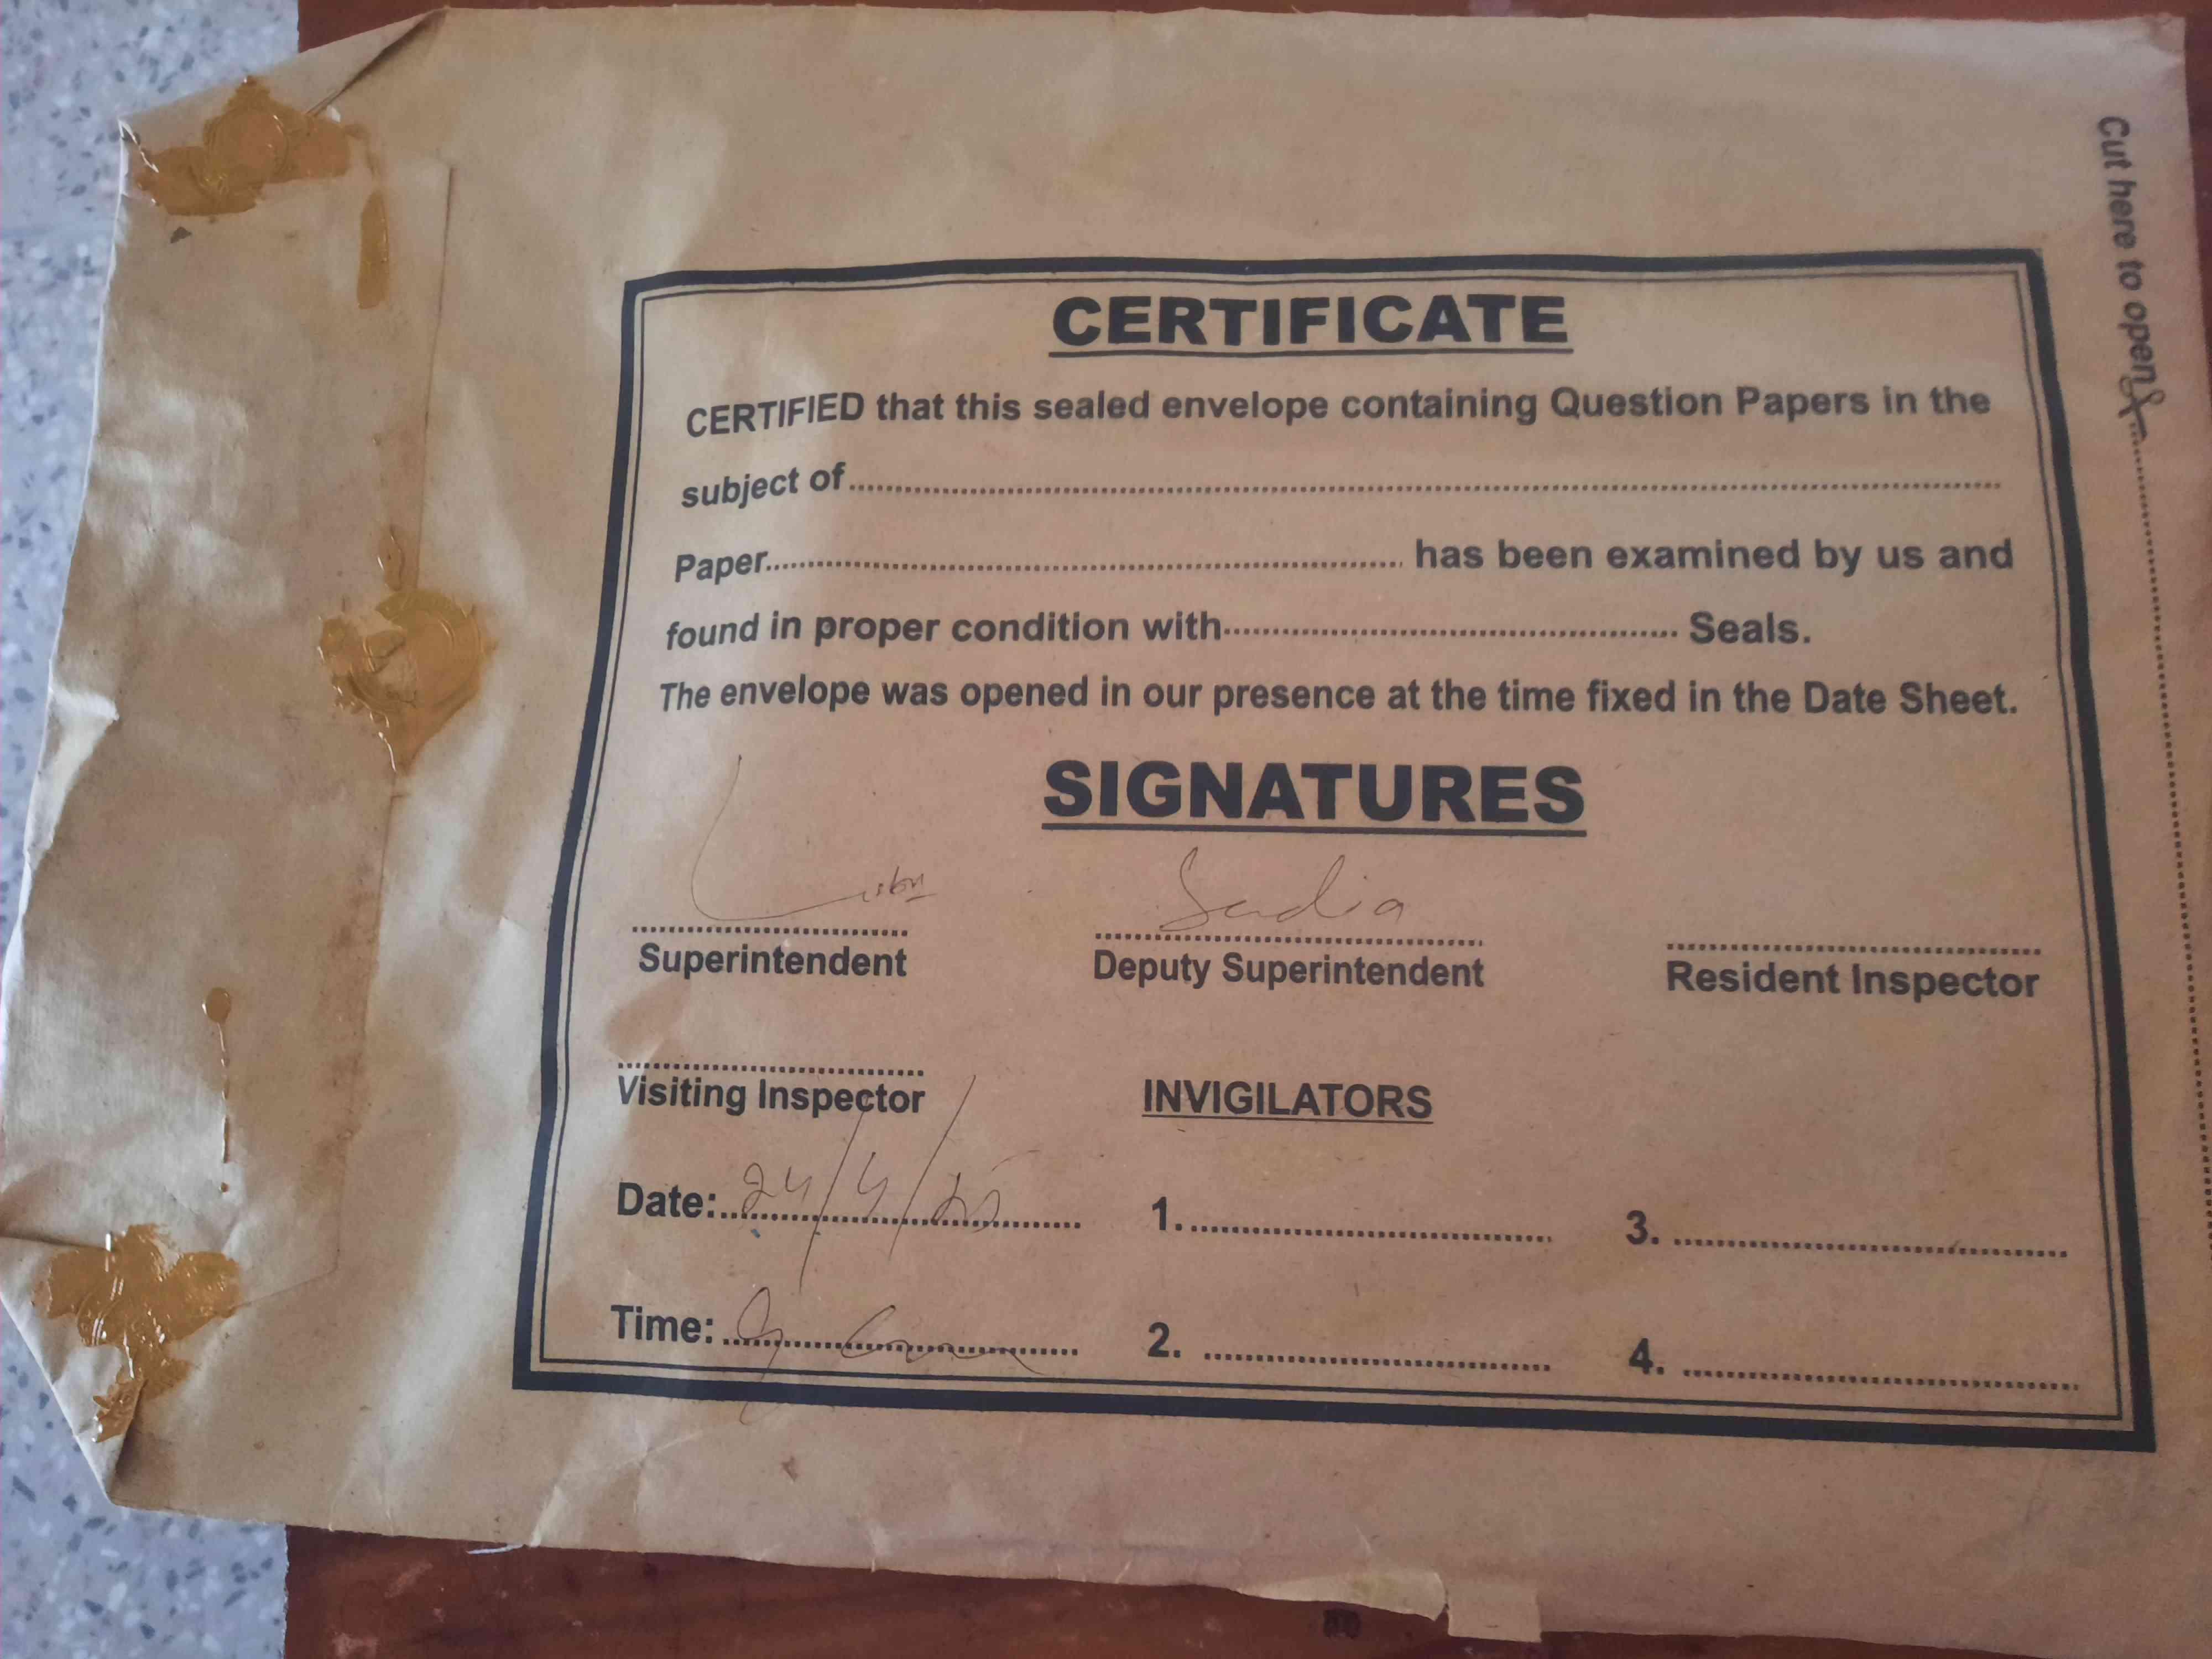 Cut here to open
CERTIFICATE
CERTIFIED that this sealed envelope containing Question Papers in the
subject of
Paper has been examined by us and
found in proper condition with Seals.
The envelope was opened in our presence at the time fixed in the Date Sheet.
SIGNATURES
Sadia
Superintendent Deputy Superintendent Resident Inspector
Visiting Inspector INVIGILATORS
Date: 24/4/25 1. 3.
Time: 2. 4.